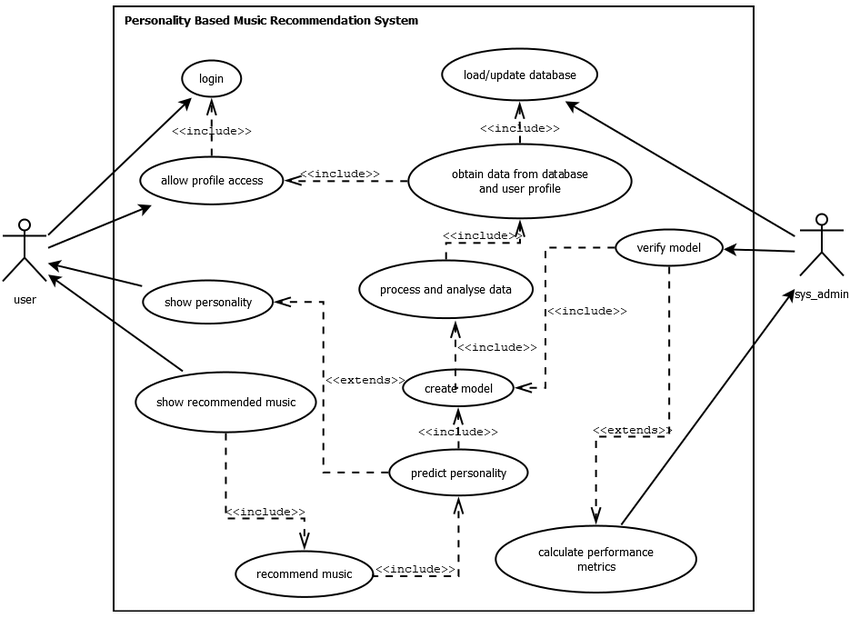 Personality Based Music Recommendation System
login
load/update database
<<include>>
<<include>>
allow profile access
<<include>>
obtain data from database
and user profile
<<include>>
verify model
user
sys_admin
show personality
process and analyse data
<<include>>
<<include>>
<<extends>>
create model
show recommended music
<<include>>
<<extends>>
predict personality
<<include>>
recommend music
<<include>>
calculate performance
metrics